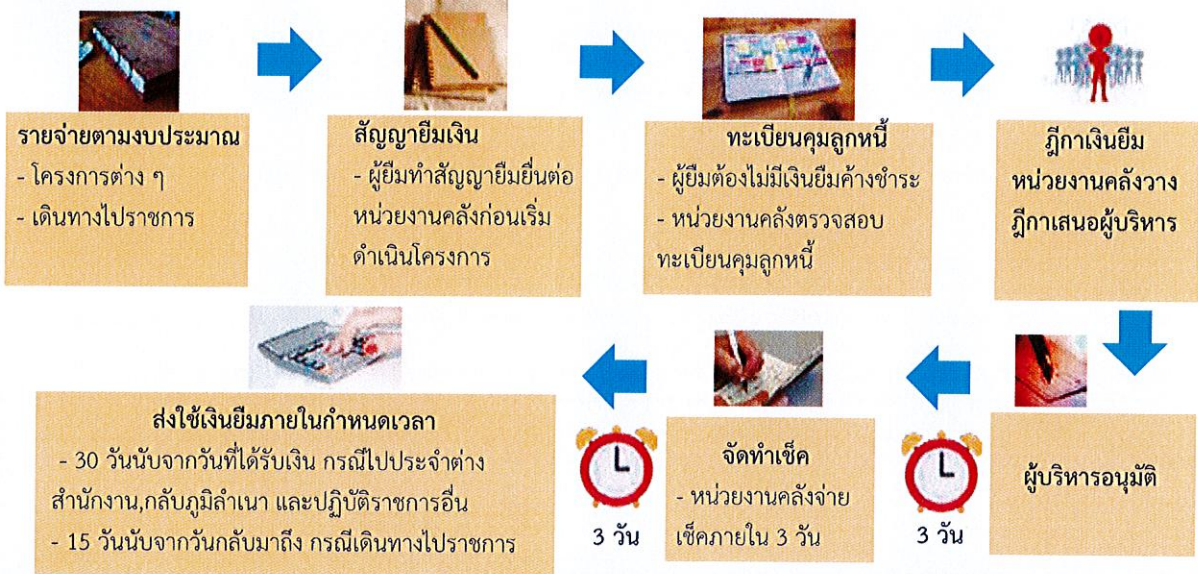 รายจ่ายตามงบประมาณ
- โครงการต่าง ๆ
- เดินทางไปราชการ
สัญญายืมเงิน
- ผู้ยืมทำสัญญายืมยื่นต่อ
หน่วยงานคลังก่อนเริ่ม
ดำเนินโครงการ
ทะเบียนคุมลูกหนี้
- ผู้ยืมต้องไม่มีเงินยืมค้างชำระ
- หน่วยงานคลังตรวจสอบ
ทะเบียนคุมลูกหนี้
ฎีกาเงินยืม
หน่วยงานคลังวาง
ฎีกาเสนอผู้บริหาร
ผู้บริหารอนุมัติ
3 วัน
จัดทำเช็ค
- หน่วยงานคลังจ่าย
เช็คภายใน 3 วัน
3 วัน
ส่งใช้เงินยืมภายในกำหนดเวลา
- 30 วันนับจากวันที่ได้รับเงิน กรณีไปประจำต่าง
สำนักงาน,กลับภูมิลำเนา และปฏิบัติราชการอื่น
- 15 วันนับจากวันกลับมาถึง กรณีเดินทางไปราชการ